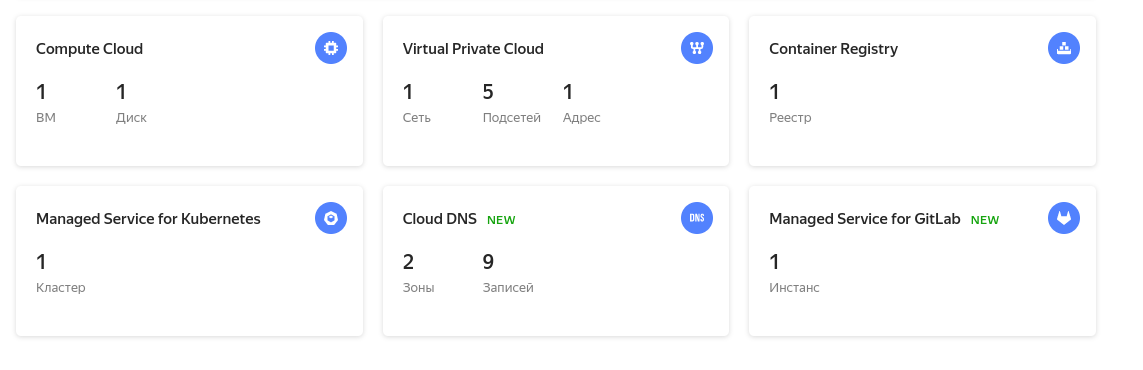 Compute Cloud
1 1
ВМ Диск
Virtual Private Cloud
1 5 1
Сеть Подсетей Адрес
Container Registry
1
Реестр
Managed Service for Kubernetes
1
Кластер
Cloud DNS NEW
DNS
2 9
Зоны Записей
Managed Service for GitLab NEW
1
Инстанс